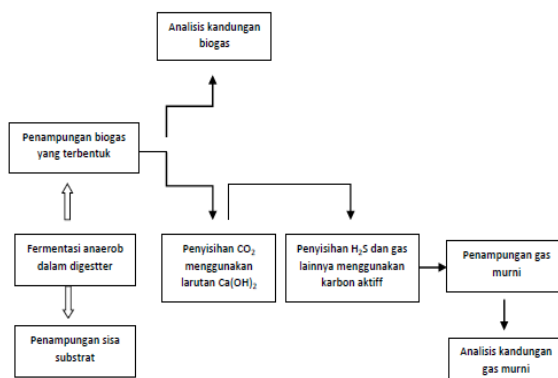 Analisis kandungan
biogas
Penampungan biogas
yang terbentuk
Fermentasi anaerob
dalam digestter
Penyisihan CO₂
menggunakan
larutan Ca(OH)₂
Penyisihan H₂S dan gas
lainnya menggunakan
karbon aktiff
Penampungan gas
murni
Penampungan sisa
substrat
Analisis kandungan
gas murni